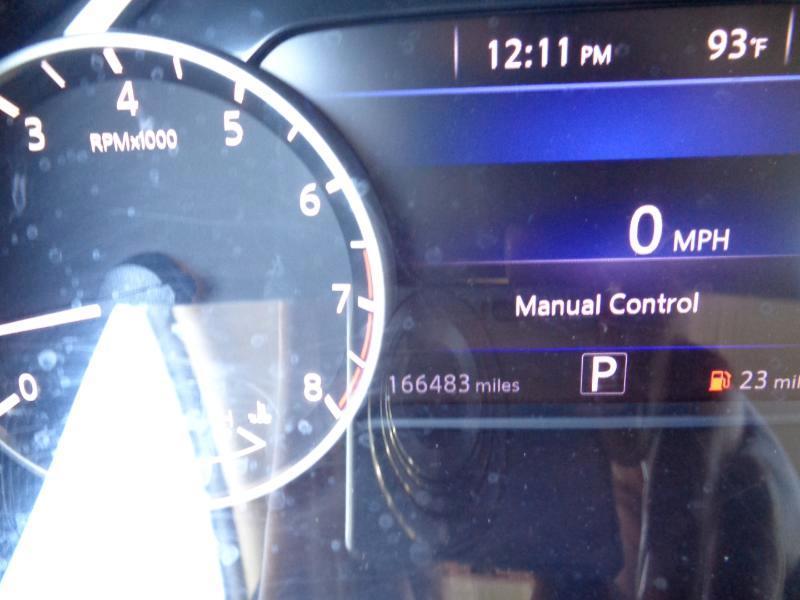 12:11 PM 93°F
3 4 5 6 7 8 0
RPMx1000
0 MPH
Manual Control
166483 miles P 23 mil
H